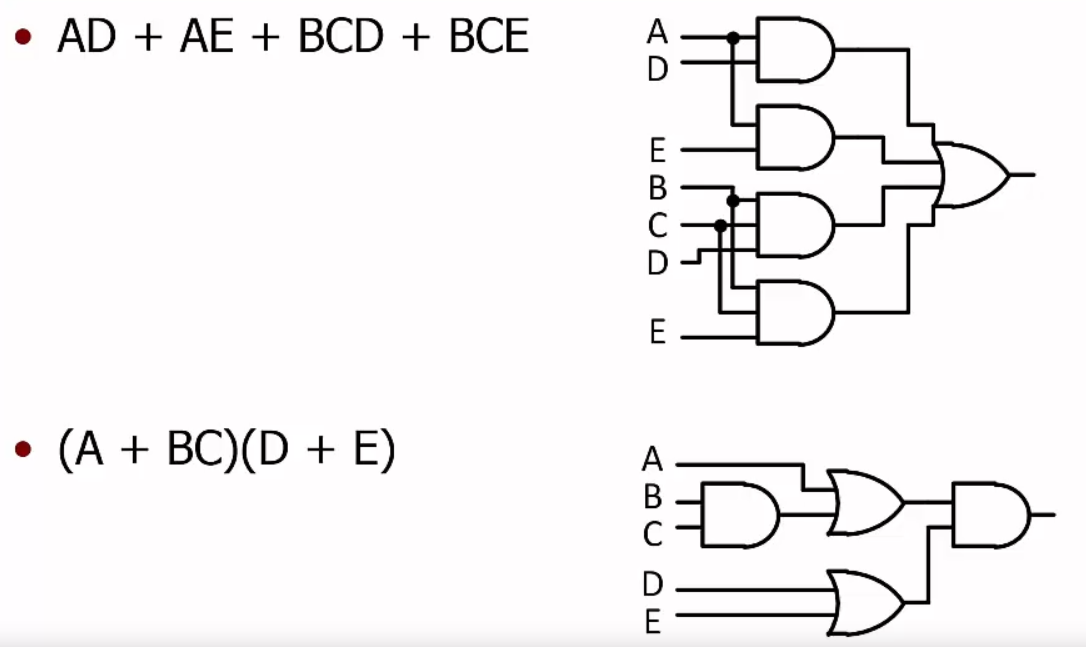 • AD + AE + BCD + BCE
A
D
E
B
C
D
E
• (A + BC)(D + E)
A
B
C
D
E